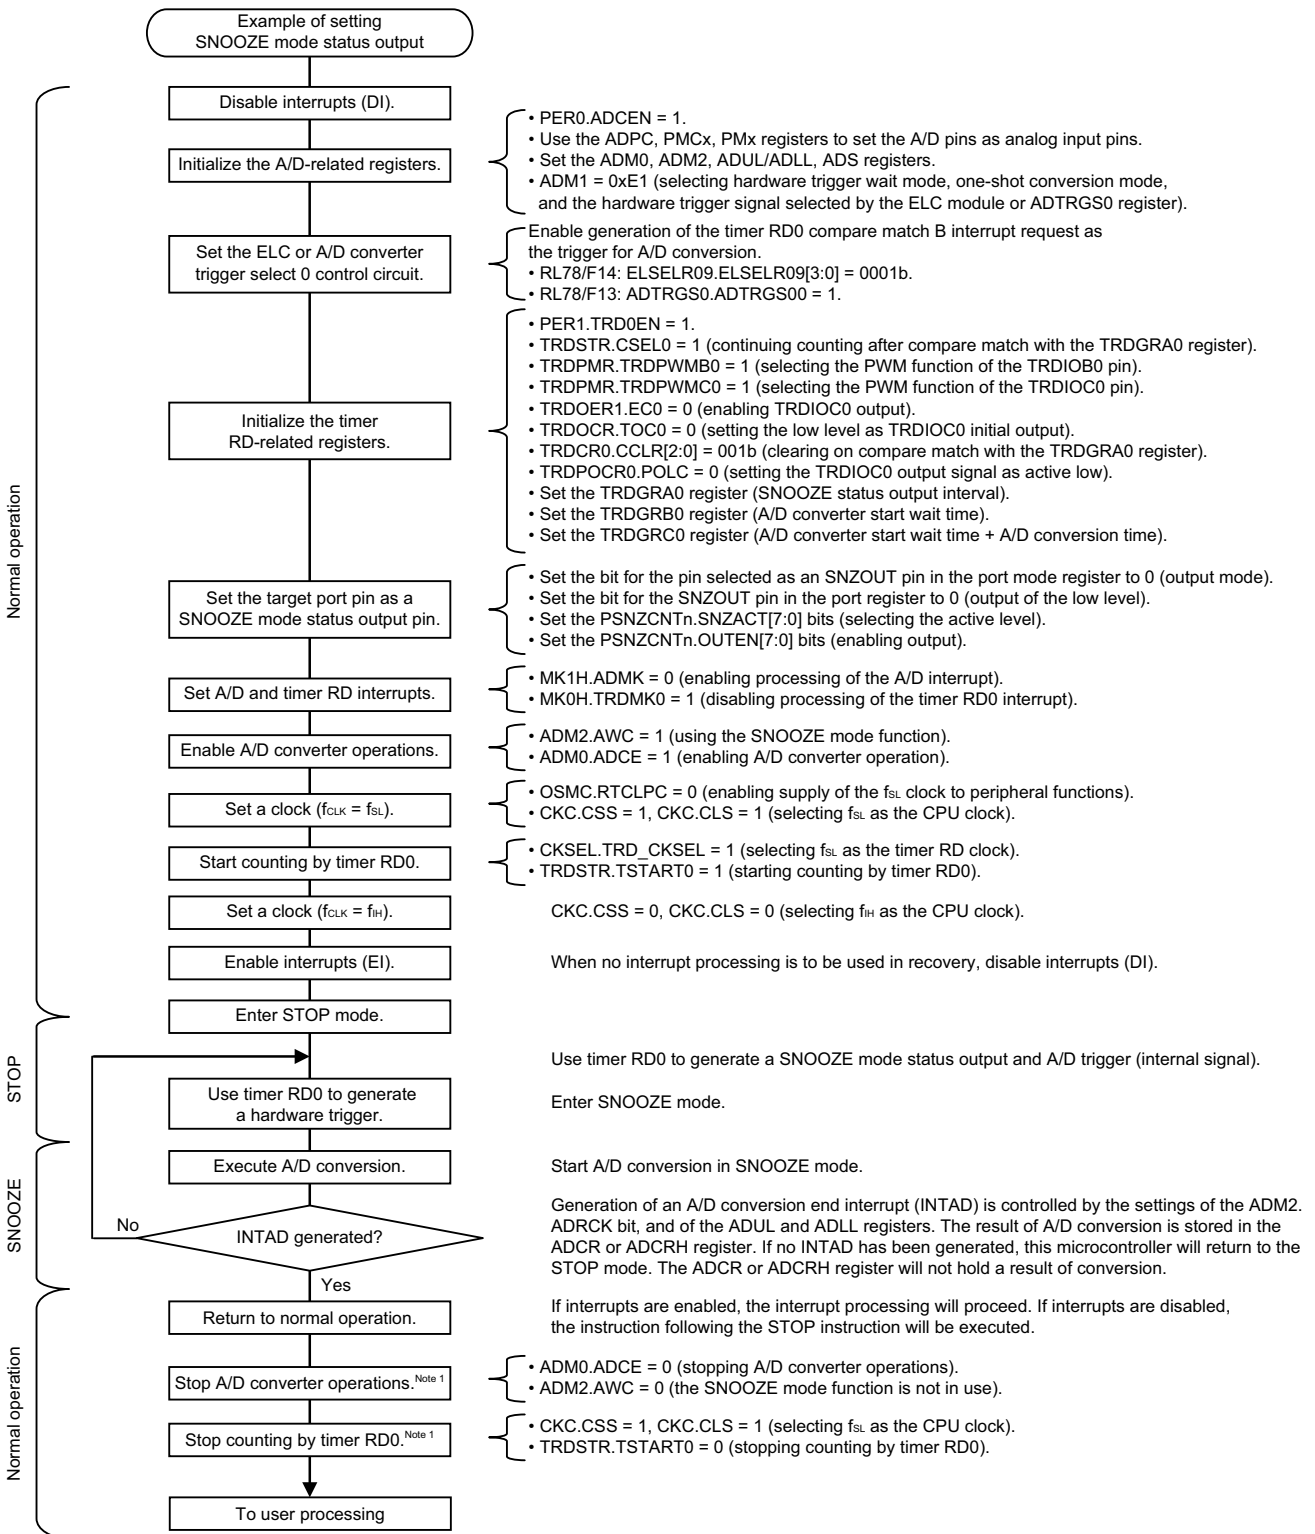 Example of setting
SNOOZE mode status output
Disable interrupts (DI).
Initialize the A/D-related registers.
• PER0.ADCEN = 1.
• Use the ADPC, PMCx, PMx registers to set the A/D pins as analog input pins.
• Set the ADM0, ADM2, ADUL/ADLL, ADS registers.
• ADM1 = 0xE1 (selecting hardware trigger wait mode, one-shot conversion mode,
and the hardware trigger signal selected by the ELC module or ADTRGS0 register).
Set the ELC or A/D converter
trigger select 0 control circuit.
Enable generation of the timer RD0 compare match B interrupt request as
the trigger for A/D conversion.
• RL78/F14: ELSELR09.ELSELR09[3:0] = 0001b.
• RL78/F13: ADTRGS0.ADTRGS00 = 1.
Initialize the timer
RD-related registers.
• PER1.TRD0EN = 1.
• TRDSTR.CSEL0 = 1 (continuing counting after compare match with the TRDGRA0 register).
• TRDPMR.TRDPWMB0 = 1 (selecting the PWM function of the TRDIOB0 pin).
• TRDPMR.TRDPWMC0 = 1 (selecting the PWM function of the TRDIOC0 pin).
• TRDOER1.EC0 = 0 (enabling TRDIOC0 output).
• TRDOCR.TOC0 = 0 (setting the low level as TRDIOC0 initial output).
• TRDCR0.CCLR[2:0] = 001b (clearing on compare match with the TRDGRA0 register).
• TRDPOCR0.POLC = 0 (setting the TRDIOC0 output signal as active low).
• Set the TRDGRA0 register (SNOOZE status output interval).
• Set the TRDGRB0 register (A/D converter start wait time).
• Set the TRDGRC0 register (A/D converter start wait time + A/D conversion time).
Normal operation
Set the target port pin as a
SNOOZE mode status output pin.
• Set the bit for the pin selected as an SNZOUT pin in the port mode register to 0 (output mode).
• Set the bit for the SNZOUT pin in the port register to 0 (output of the low level).
• Set the PSNZCNTn.SNZACT[7:0] bits (selecting the active level).
• Set the PSNZCNTn.OUTEN[7:0] bits (enabling output).
Set A/D and timer RD interrupts.
• MK1H.ADMK = 0 (enabling processing of the A/D interrupt).
• MK0H.TRDMK0 = 1 (disabling processing of the timer RD0 interrupt).
Enable A/D converter operations.
• ADM2.AWC = 1 (using the SNOOZE mode function).
• ADM0.ADCE = 1 (enabling A/D converter operation).
Set a clock (fCLK = fSL).
• OSMC.RTCLPC = 0 (enabling supply of the fSL clock to peripheral functions).
• CKC.CSS = 1, CKC.CLS = 1 (selecting fSL as the CPU clock).
Start counting by timer RD0.
• CKSEL.TRD_CKSEL = 1 (selecting fSL as the timer RD clock).
• TRDSTR.TSTART0 = 1 (starting counting by timer RD0).
Set a clock (fCLK = fIH).
CKC.CSS = 0, CKC.CLS = 0 (selecting fIH as the CPU clock).
Enable interrupts (EI).
When no interrupt processing is to be used in recovery, disable interrupts (DI).
Enter STOP mode.
STOP
Use timer RD0 to generate a SNOOZE mode status output and A/D trigger (internal signal).
Use timer RD0 to generate
a hardware trigger.
Enter SNOOZE mode.
SNOOZE
Execute A/D conversion.
Start A/D conversion in SNOOZE mode.
No
INTAD generated?
Generation of an A/D conversion end interrupt (INTAD) is controlled by the settings of the ADM2.
ADRCK bit, and of the ADUL and ADLL registers. The result of A/D conversion is stored in the
ADCR or ADCRH register. If no INTAD has been generated, this microcontroller will return to the
STOP mode. The ADCR or ADCRH register will not hold a result of conversion.
Yes
Return to normal operation.
If interrupts are enabled, the interrupt processing will proceed. If interrupts are disabled,
the instruction following the STOP instruction will be executed.
Normal operation
Stop A/D converter operations.Note 1
• ADM0.ADCE = 0 (stopping A/D converter operations).
• ADM2.AWC = 0 (the SNOOZE mode function is not in use).
Stop counting by timer RD0.Note 1
• CKC.CSS = 1, CKC.CLS = 1 (selecting fSL as the CPU clock).
• TRDSTR.TSTART0 = 0 (stopping counting by timer RD0).
To user processing